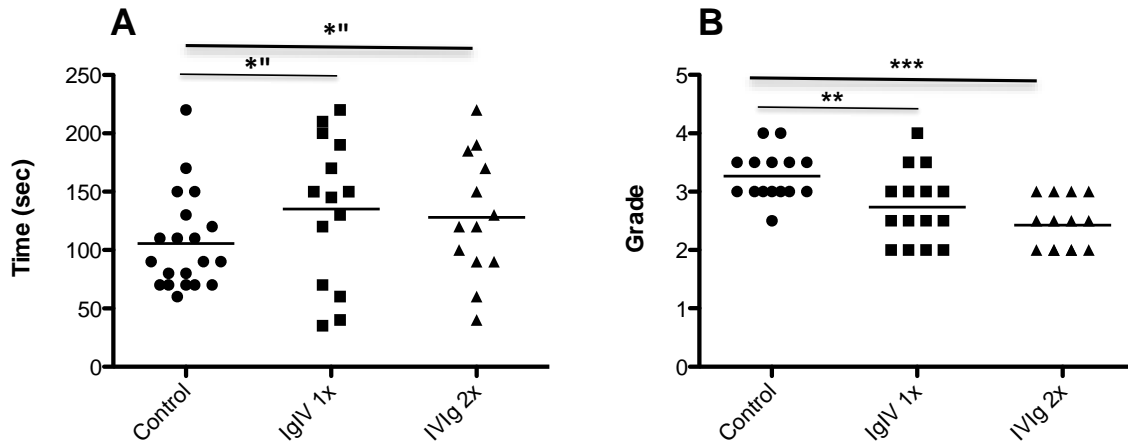 A
*"
*"
250
200
150
100
50
0
Time (sec)
Control
IgIV 1x
IVIg 2x
B
***
**
5
4
3
2
1
0
Grade
Control
IgIV 1x
IVIg 2x